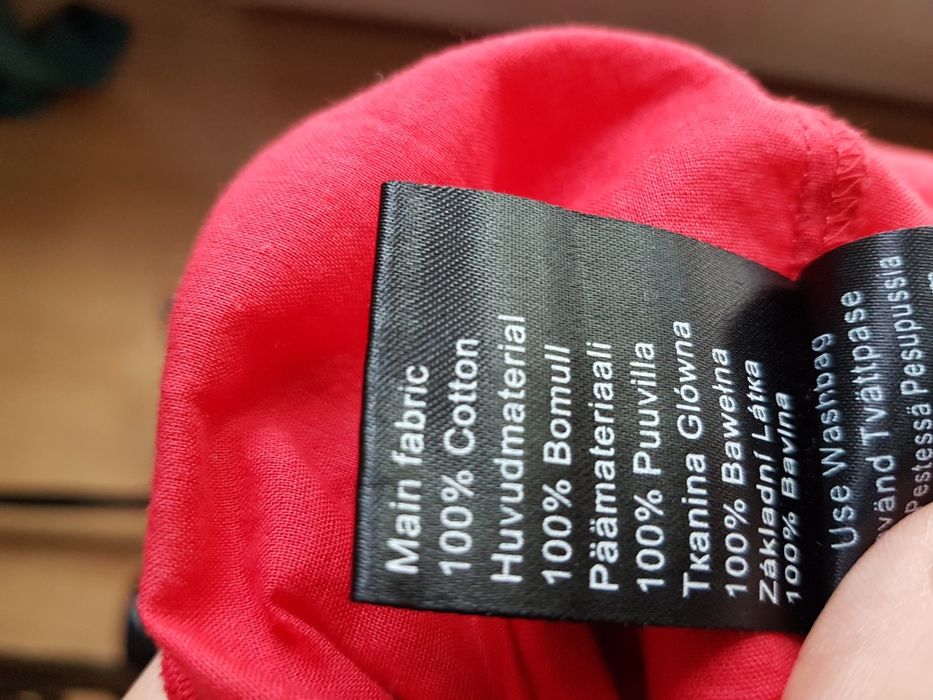 Main fabric
100% Cotton
Huvudmaterial
100% Bomull
Päämateriaali
100% Puuvilla
Tkanina Główna
100% Bawełna
Základní Látka
100% Bavlna
Use Washbag
vänd Tvättpase
Pestessä Pesupussia